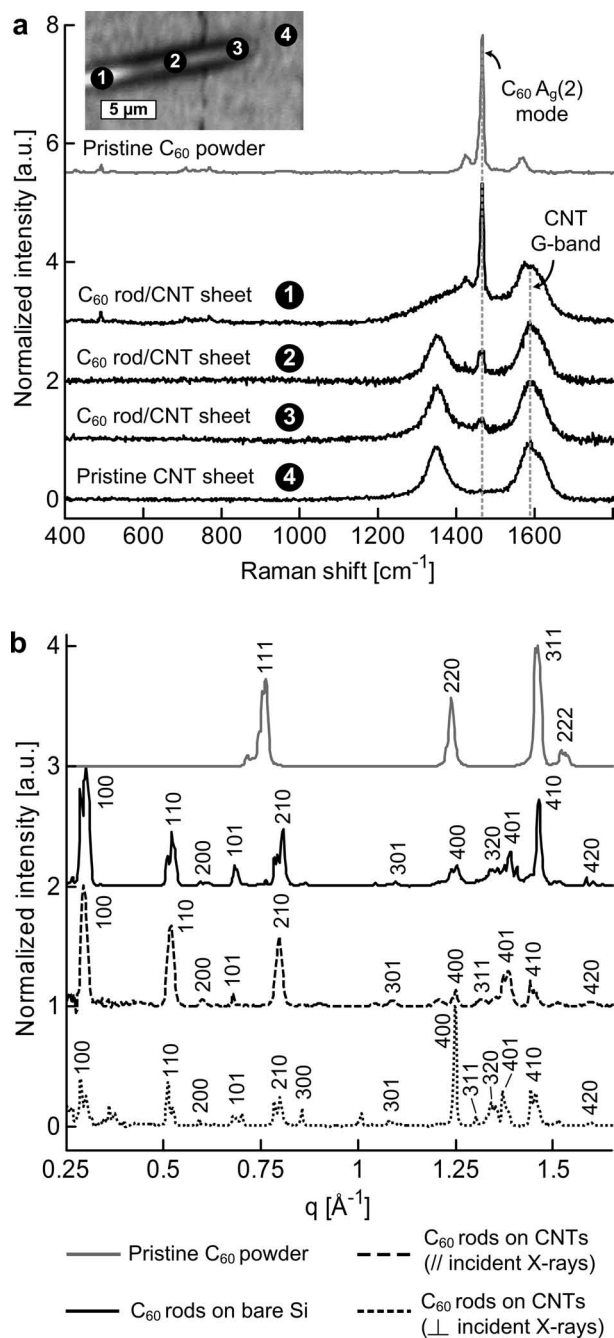 a
8
6
4
2
0
Normalized intensity [a.u.]
1
2
3
4
5 µm
Pristine C60 powder
C60 Ag(2)
mode
CNT
G-band
C60 rod/CNT sheet 1
C60 rod/CNT sheet 2
C60 rod/CNT sheet 3
Pristine CNT sheet 4
400 600 800 1000 1200 1400 1600
Raman shift [cm-1]
b
4
3
2
1
0
Normalized intensity [a.u.]
111 220 311 222
100 110 200 101 210 301 400 320 401 410 420
100 110 200 101 210 301 400 311 401 410 420
100 110 200 101 210 300 301 400 311 320 401 410 420
0.25 0.5 0.75 1 1.25 1.5
q [Å-1]
Pristine C60 powder
C60 rods on bare Si
C60 rods on CNTs
(// incident X-rays)
C60 rods on CNTs
(⊥ incident X-rays)